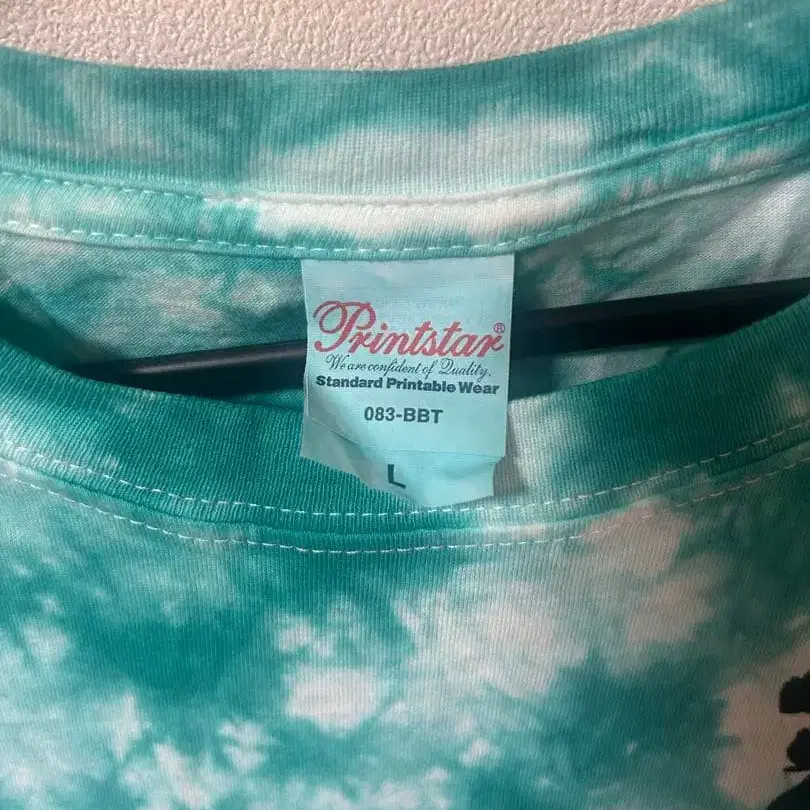 Printstar®
We are confident of Quality.
Standard Printable Wear
083-BBT
L